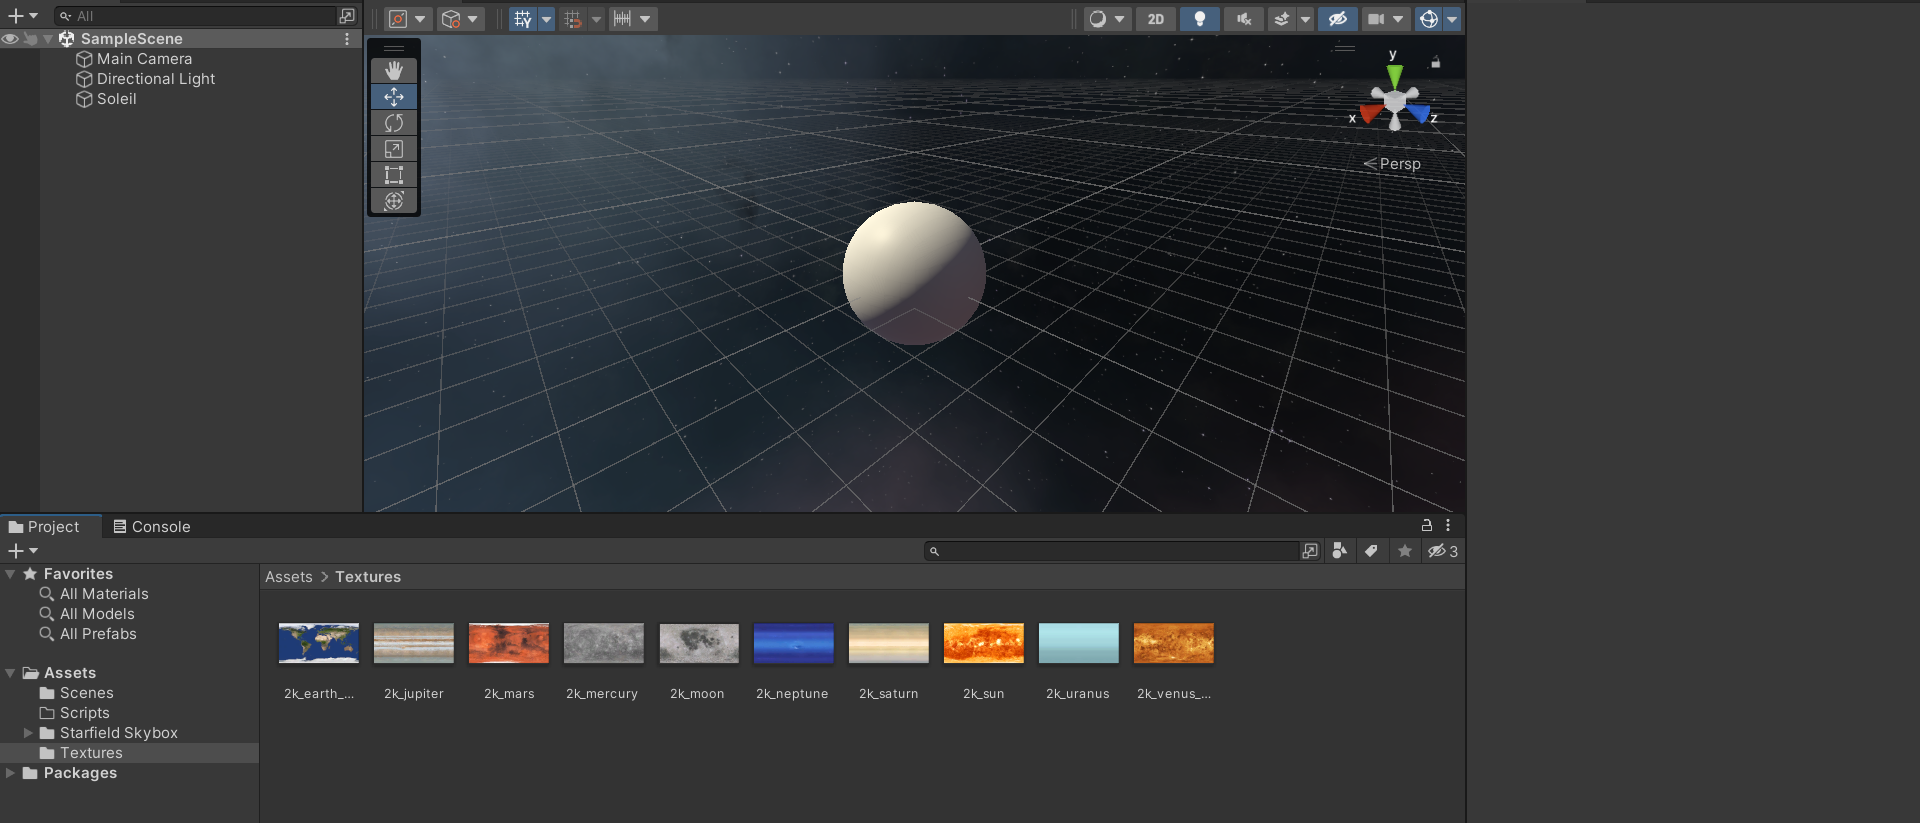 All
SampleScene
Main Camera
Directional Light
Soleil
2D
y
x
z
Persp
Project
Console
3
Favorites
All Materials
All Models
All Prefabs
Assets
Scenes
Scripts
Starfield Skybox
Textures
Packages
Assets > Textures
2k_earth_...
2k_jupiter
2k_mars
2k_mercury
2k_moon
2k_neptune
2k_saturn
2k_sun
2k_uranus
2k_venus_...